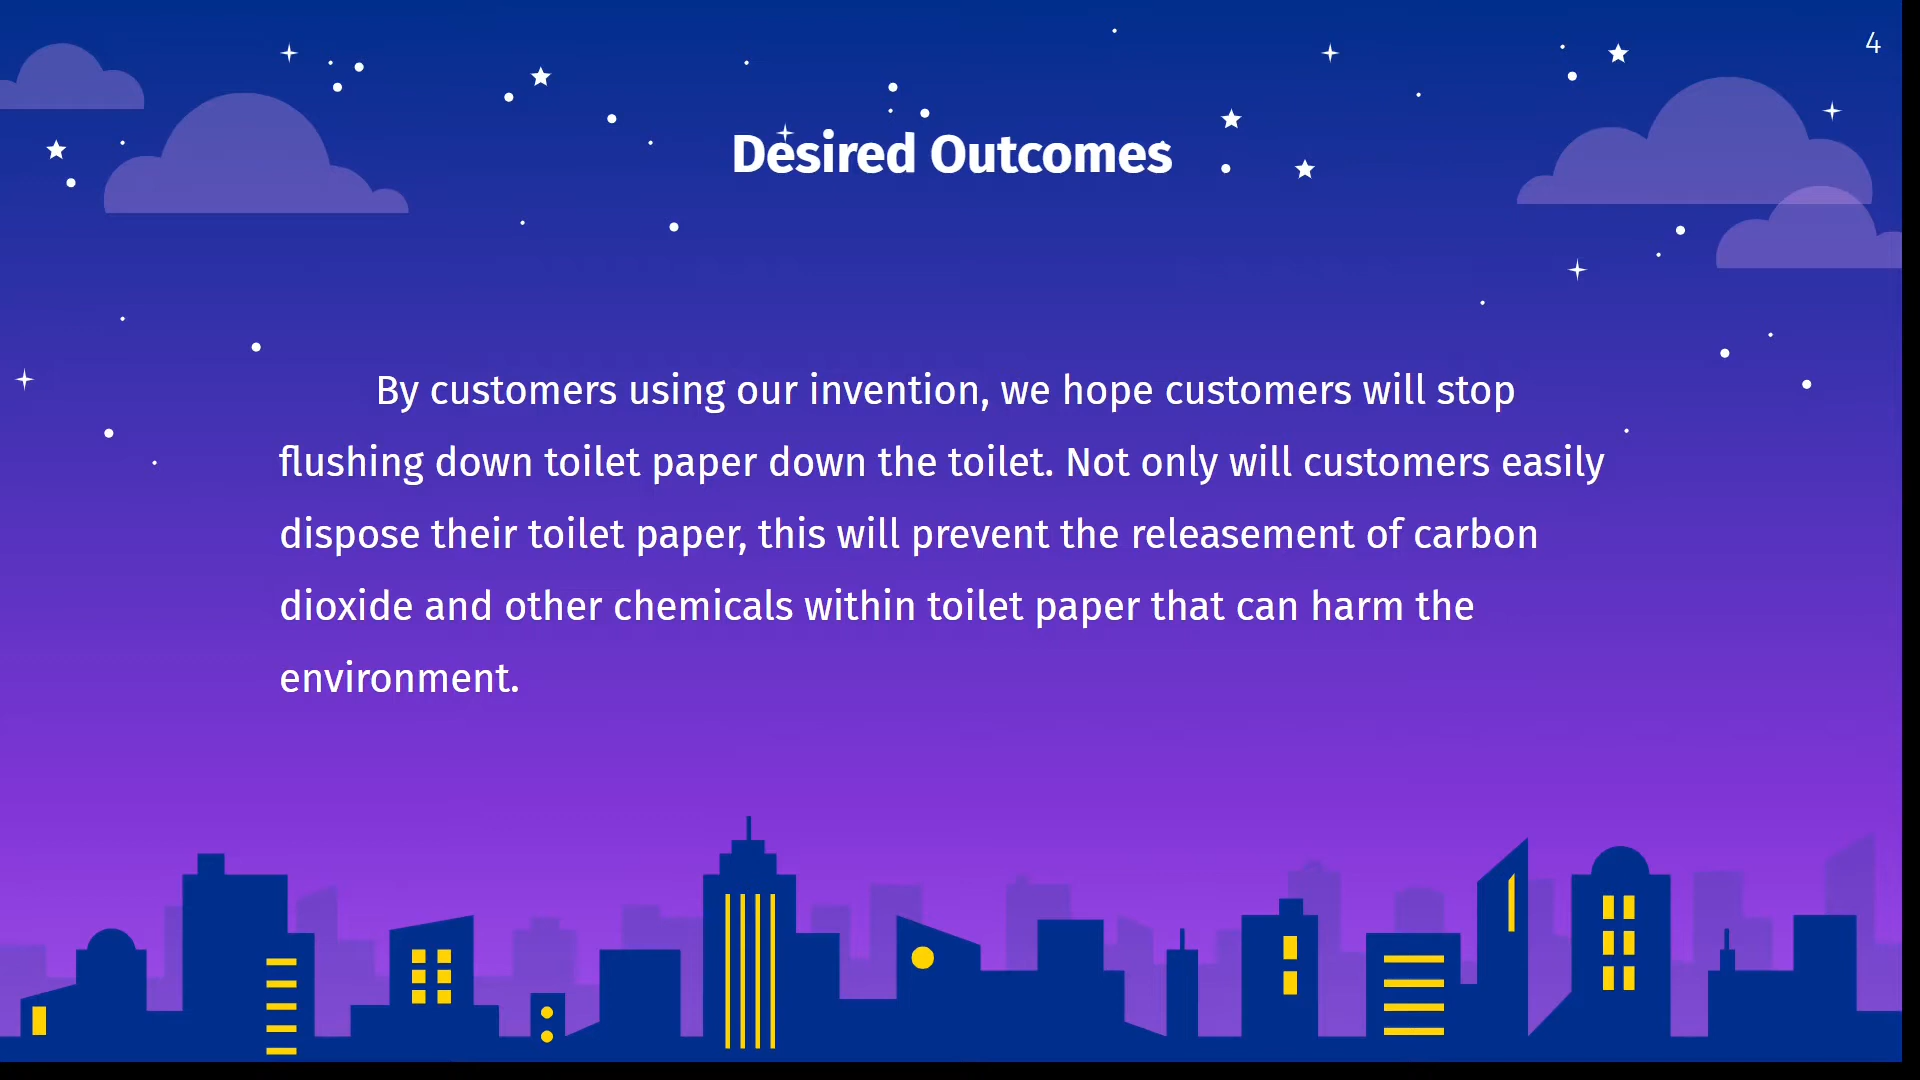 4
Desired Outcomes
By customers using our invention, we hope customers will stop
flushing down toilet paper down the toilet. Not only will customers easily
dispose their toilet paper, this will prevent the releasement of carbon
dioxide and other chemicals within toilet paper that can harm the
environment.